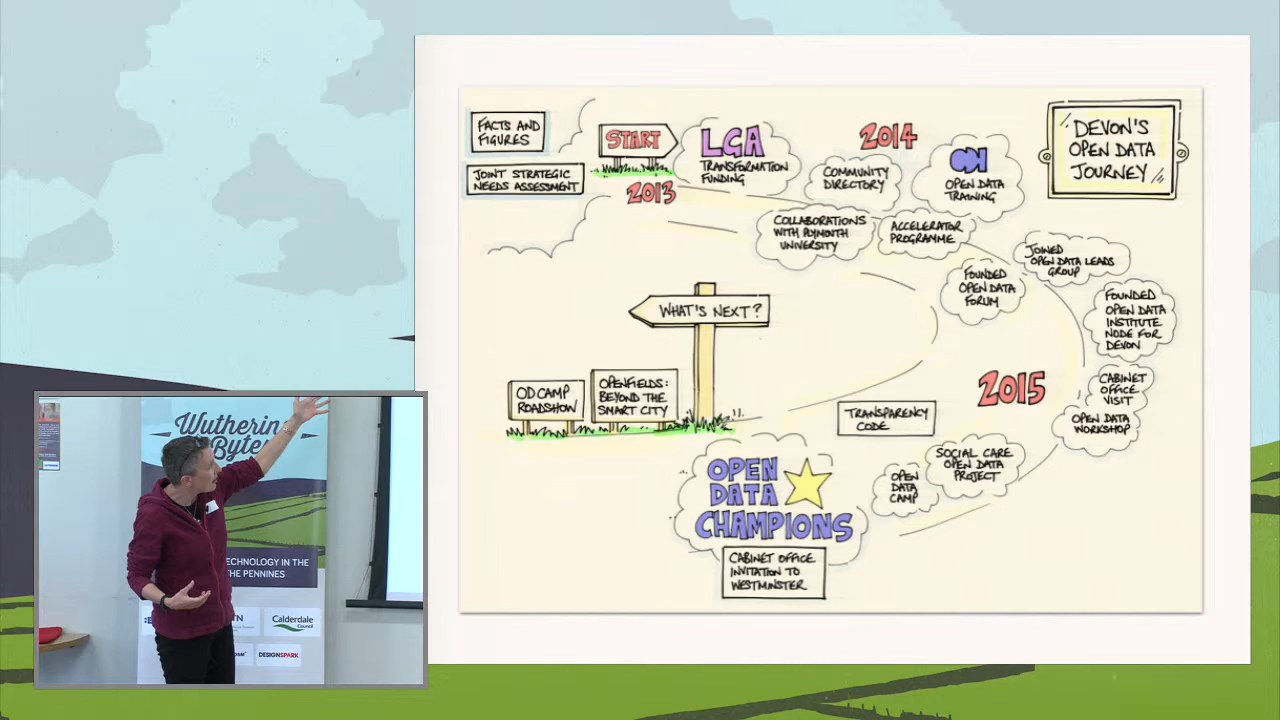 FACTS AND
FIGURES
JOINT STRATEGIC
NEEDS ASSESSMENT
START
2013
LGA
TRANSFORMATION
FUNDING
2014
COMMUNITY
DIRECTORY
OPEN DATA
TRAINING
DEVON'S
OPEN DATA
JOURNEY
COLLABORATIONS
WITH PLYMOUTH
UNIVERSITY
ACCELERATOR
PROGRAMME
JOINED
OPEN DATA LEADS
GROUP
FOUNDED
OPEN DATA
FORUM
FOUNDED
OPEN DATA
INSTITUTE
NODE FOR
DEVON
WHAT'S NEXT?
2015
CABINET
OFFICE
VISIT
OPEN DATA
WORKSHOP
OD CAMP
ROADSHOW
OPENFIELDS:
BEYOND THE
SMART CITY
TRANSPARENCY
CODE
SOCIAL CARE
OPEN DATA
PROJECT
OPEN
DATA
CAMP
OPEN
DATA
CHAMPIONS
CABINET OFFICE
INVITATION TO
WESTMINSTER
Wuthering
Bytes
TECHNOLOGY IN THE
THE PENNINES
Calderdale
Council
DESIGNSPARK